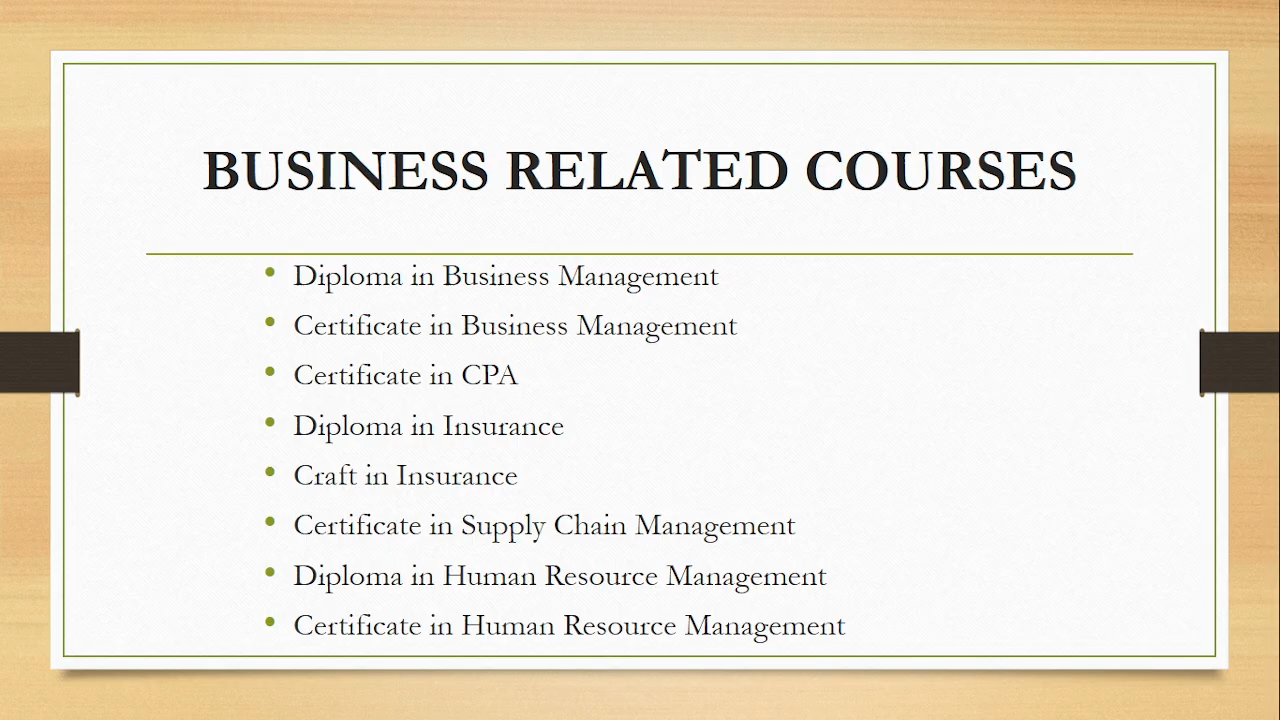 BUSINESS RELATED COURSES
• Diploma in Business Management
• Certificate in Business Management
• Certificate in CPA
• Diploma in Insurance
• Craft in Insurance
• Certificate in Supply Chain Management
• Diploma in Human Resource Management
• Certificate in Human Resource Management